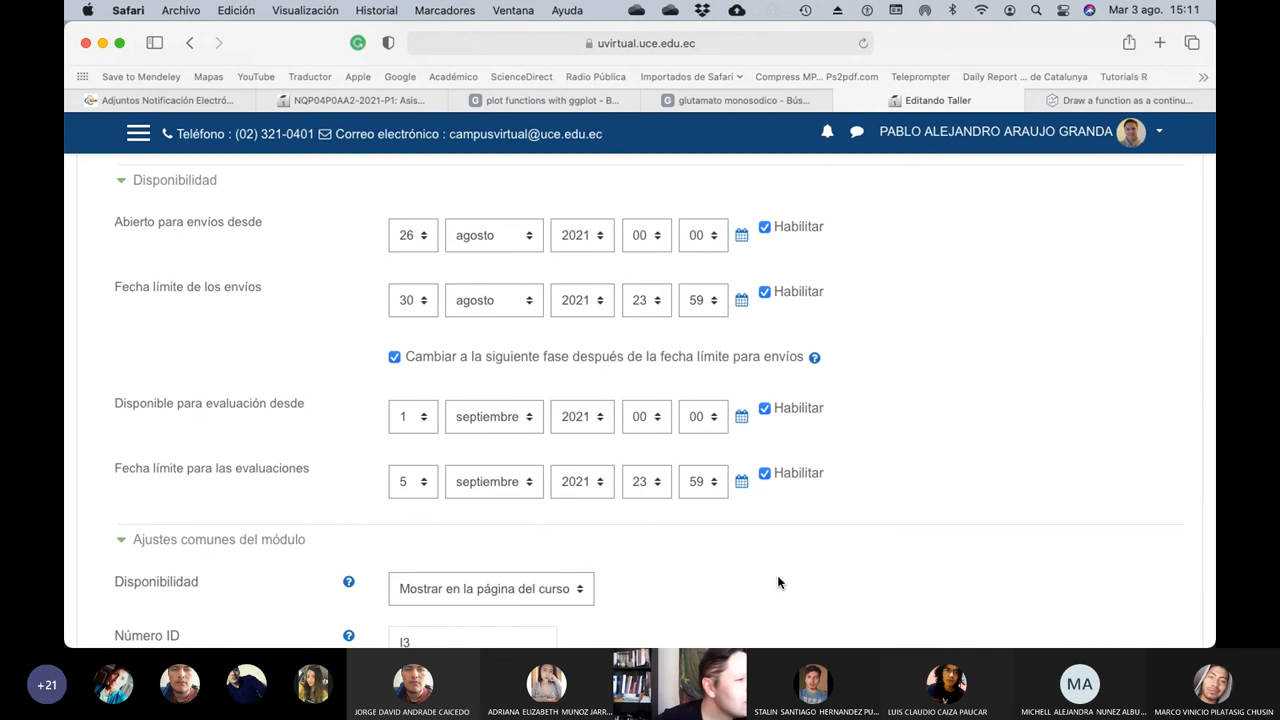 Safari Archivo Edición Visualización Historial Marcadores Ventana Ayuda Mar 3 ago. 15:11
uvirtual.uce.edu.ec
Save to Mendeley Mapas YouTube Traductor Apple Google Académico ScienceDirect Radio Pública Importados de Safari Compress MP... Ps2pdf.com Teleprompter Daily Report ... de Catalunya Tutorials R
Adjuntos Notificación Electró... NQP04P0AA2-2021-P1: Asis... plot functions with ggplot - B... glutamato monosodico - Bús... Editando Taller Draw a function as a continu...
Teléfono : (02) 321-0401 Correo electrónico : campusvirtual@uce.edu.ec PABLO ALEJANDRO ARAUJO GRANDA
Disponibilidad
Abierto para envíos desde 26 agosto 2021 00 00 Habilitar
Fecha límite de los envíos 30 agosto 2021 23 59 Habilitar
Cambiar a la siguiente fase después de la fecha límite para envíos
Disponible para evaluación desde 1 septiembre 2021 00 00 Habilitar
Fecha límite para las evaluaciones 5 septiembre 2021 23 59 Habilitar
Ajustes comunes del módulo
Disponibilidad Mostrar en la página del curso
Número ID I3
+21 MA
JORGE DAVID ANDRADE CAICEDO ADRIANA ELIZABETH MUNOZ JARR... STALIN SANTIAGO HERNANDEZ PU... LUIS CLAUDIO CAIZA PAUCAR MICHELL ALEJANDRA NUNEZ ALBU... MARCO VINICIO PILATASIG CHUSIN